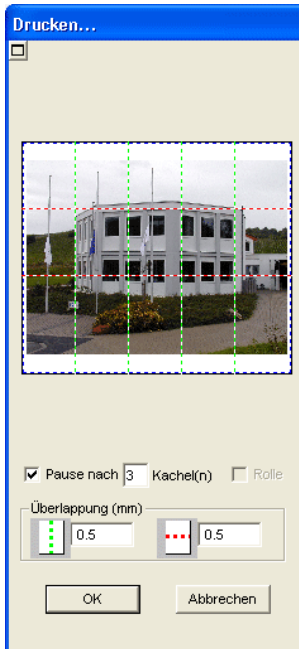 Drucken...
Pause nach 3 Kachel(n) Rolle
Überlappung (mm)
0.5 0.5
OK Abbrechen